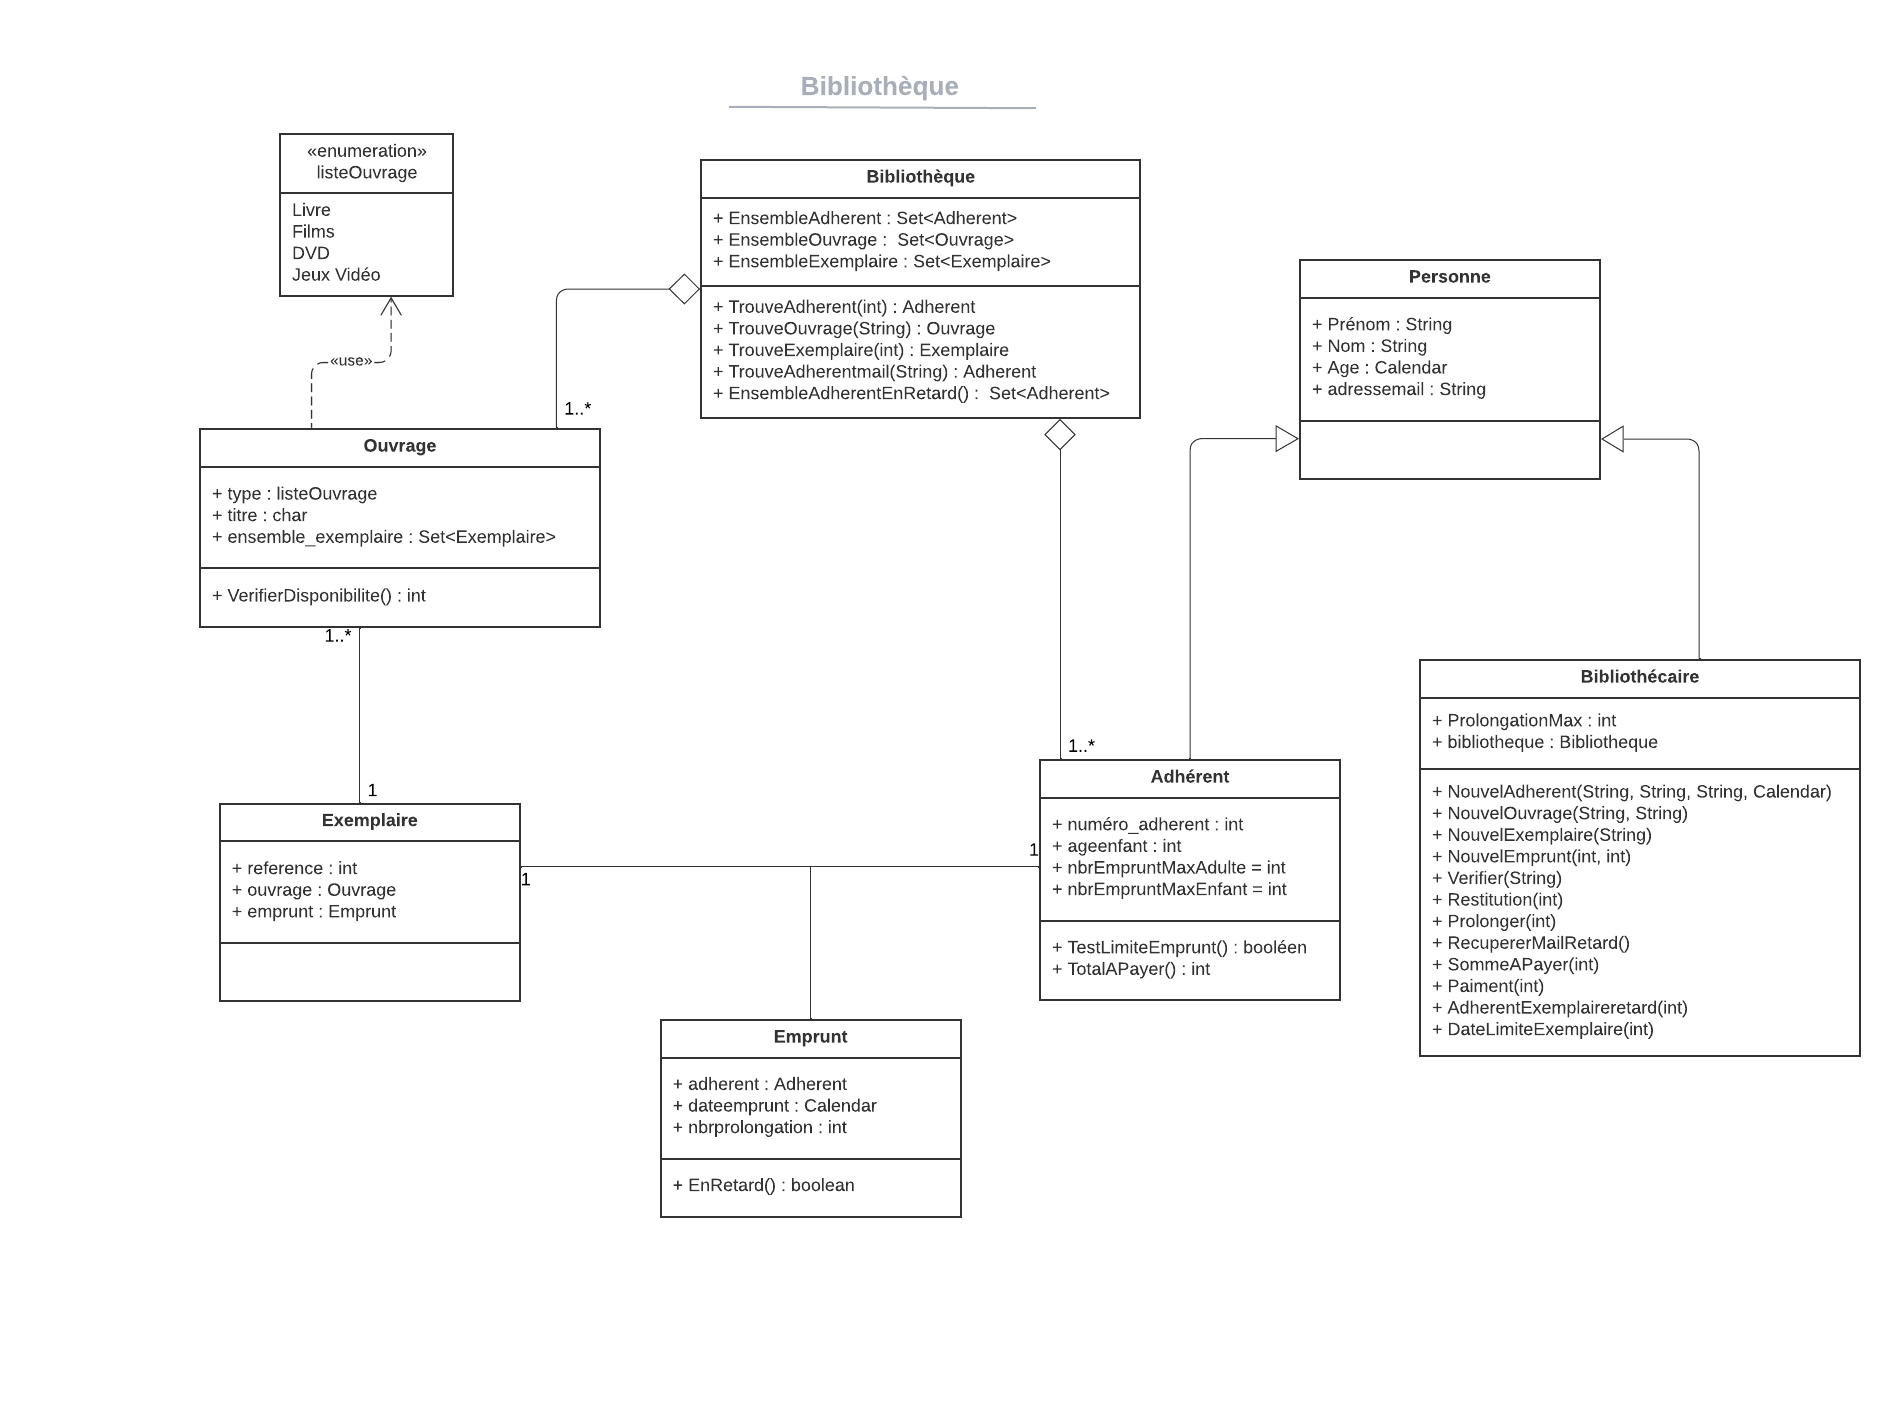 Bibliothèque
«enumeration»
listeOuvrage
Livre
Films
DVD
Jeux Vidéo
«use»
Bibliothèque
+ EnsembleAdherent : Set<Adherent>
+ EnsembleOuvrage :  Set<Ouvrage>
+ EnsembleExemplaire : Set<Exemplaire>
+ TrouveAdherent(int) : Adherent
+ TrouveOuvrage(String) : Ouvrage
+ TrouveExemplaire(int) : Exemplaire
+ TrouveAdherentmail(String) : Adherent
+ EnsembleAdherentEnRetard() :  Set<Adherent>
Personne
+ Prénom : String
+ Nom : String
+ Age : Calendar
+ adressemail : String
1..*
Ouvrage
+ type : listeOuvrage
+ titre : char
+ ensemble_exemplaire : Set<Exemplaire>
+ VerifierDisponibilite() : int
1..*
1
Exemplaire
+ reference : int
+ ouvrage : Ouvrage
+ emprunt : Emprunt
1
1
1..*
Adhérent
+ numéro_adherent : int
+ ageenfant : int
+ nbrEmpruntMaxAdulte = int
+ nbrEmpruntMaxEnfant = int
+ TestLimiteEmprunt() : booléen
+ TotalAPayer() : int
Bibliothécaire
+ ProlongationMax : int
+ bibliotheque : Bibliotheque
+ NouvelAdherent(String, String, String, Calendar)
+ NouvelOuvrage(String, String)
+ NouvelExemplaire(String)
+ NouvelEmprunt(int, int)
+ Verifier(String)
+ Restitution(int)
+ Prolonger(int)
+ RecupererMailRetard()
+ SommeAPayer(int)
+ Paiment(int)
+ AdherentExemplaireretard(int)
+ DateLimiteExemplaire(int)
Emprunt
+ adherent : Adherent
+ dateemprunt : Calendar
+ nbrprolongation : int
+ EnRetard() : boolean